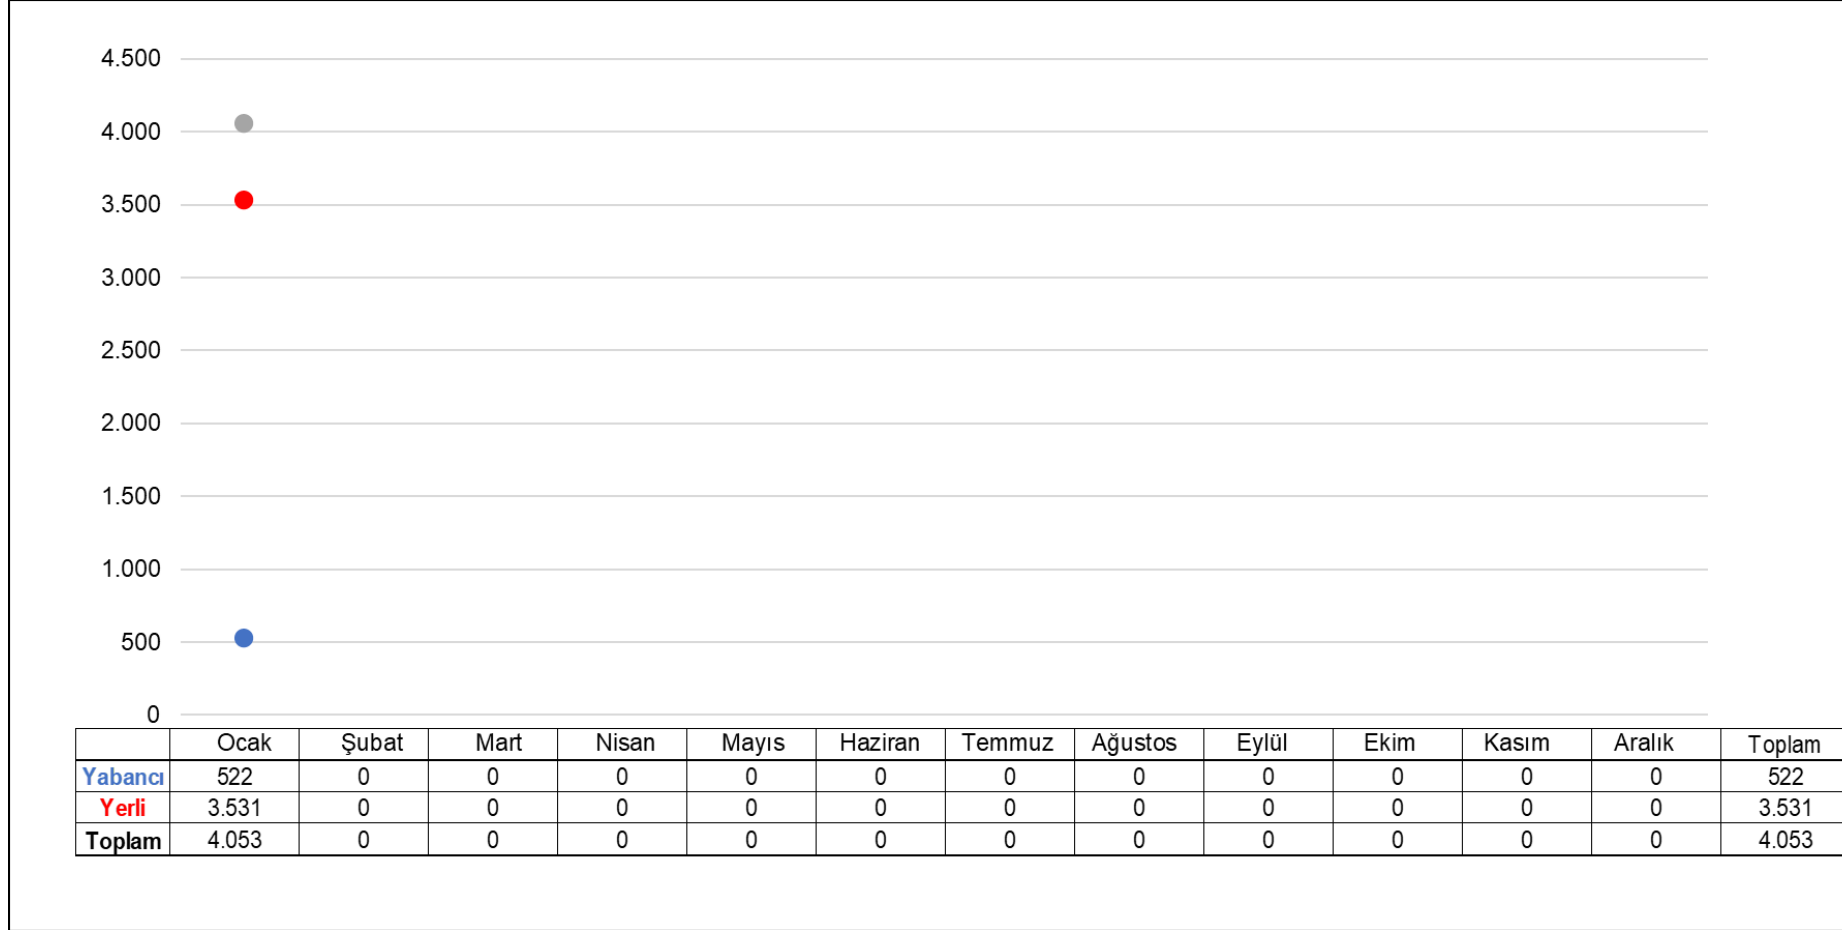 4.500
4.000
3.500
3.000
2.500
2.000
1.500
1.000
500
0
Ocak Şubat Mart Nisan Mayıs Haziran Temmuz Ağustos Eylül Ekim Kasım Aralık Toplam
Yabancı 522 0 0 0 0 0 0 0 0 0 0 0 522
Yerli 3.531 0 0 0 0 0 0 0 0 0 0 0 3.531
Toplam 4.053 0 0 0 0 0 0 0 0 0 0 0 4.053